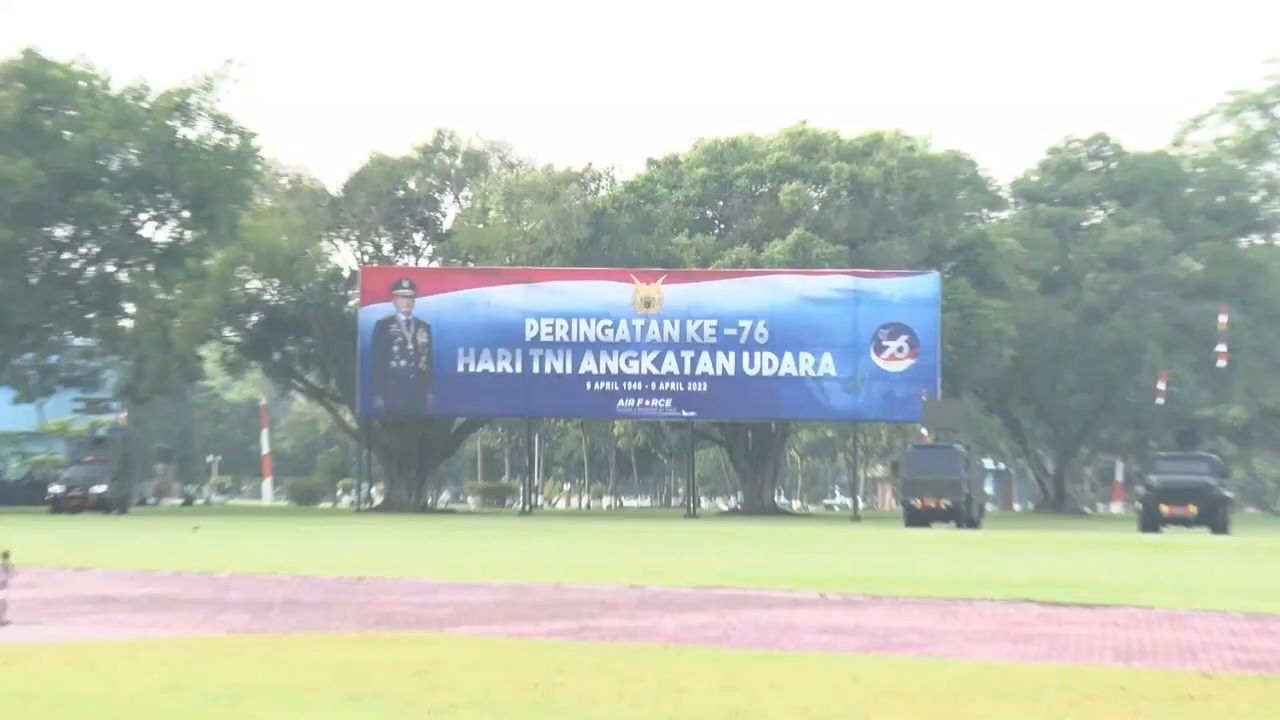 PERINGATAN KE -76
HARI TNI ANGKATAN UDARA
9 APRIL 1946 - 9 APRIL 2022
AIR FORCE
76